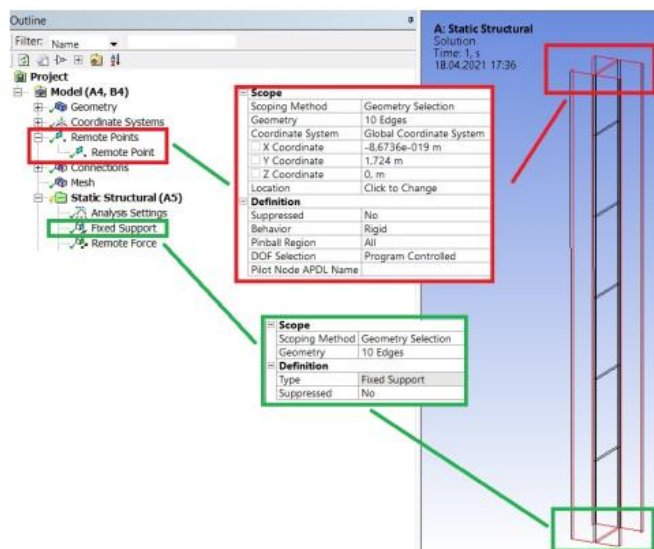 Outline
Filter: Name
Project
Model (A4, B4)
Geometry
Coordinate Systems
Remote Points
Remote Point
Connections
Mesh
Static Structural (A5)
Analysis Settings
Fixed Support
Remote Force
Scope
Scoping Method Geometry Selection
Geometry 10 Edges
Coordinate System Global Coordinate System
X Coordinate -8,6736e-019 m
Y Coordinate 1,724 m
Z Coordinate 0, m
Location Click to Change
Definition
Suppressed No
Behavior Rigid
Pinball Region All
DOF Selection Program Controlled
Pilot Node APDL Name
Scope
Scoping Method Geometry Selection
Geometry 10 Edges
Definition
Type Fixed Support
Suppressed No
A: Static Structural
Solution
Time: 1, s
18.04.2021 17:36